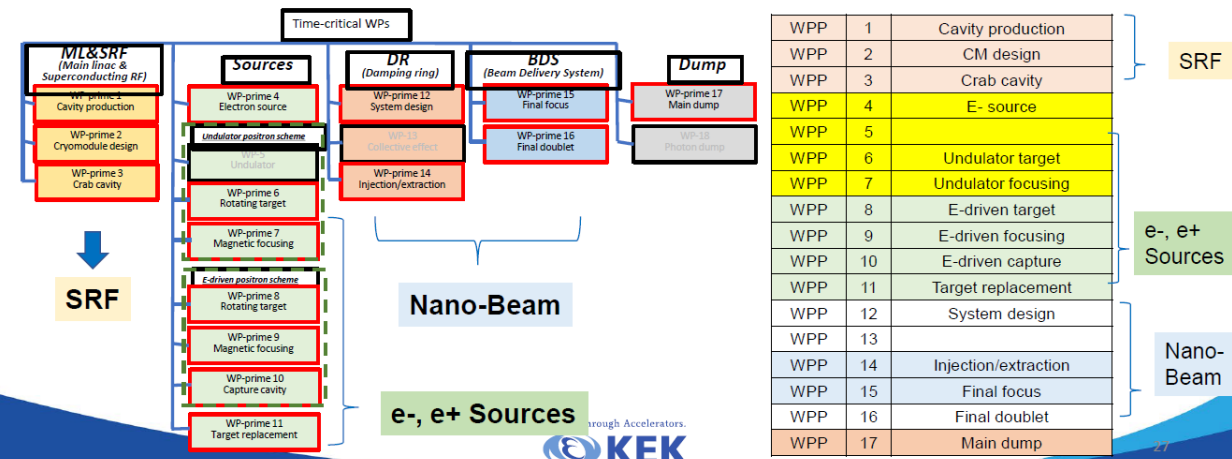 Time-critical WPs
ML&SRF
(Main linac &
Superconducting RF)
WP-prime 1
Cavity production
WP-prime 2
Cryomodule design
WP-prime 3
Crab cavity
SRF
Sources
WP-prime 4
Electron source
Undulator positron scheme
WP-5
Undulator
WP-prime 6
Rotating target
WP-prime 7
Magnetic focusing
E-driven positron scheme
WP-prime 8
Rotating target
WP-prime 9
Magnetic focusing
WP-prime 10
Capture cavity
WP-prime 11
Target replacement
DR
(Damping ring)
WP-prime 12
System design
WP-13
Collective effect
WP-prime 14
Injection/extraction
BDS
(Beam Delivery System)
WP-prime 15
Final focus
WP-prime 16
Final doublet
Dump
WP-prime 17
Main dump
WP-18
Photon dump
Nano-Beam
e-, e+ Sources
rough Accelerators.
KEK
WPP 1 Cavity production
WPP 2 CM design
WPP 3 Crab cavity
WPP 4 E- source
WPP 5
WPP 6 Undulator target
WPP 7 Undulator focusing
WPP 8 E-driven target
WPP 9 E-driven focusing
WPP 10 E-driven capture
WPP 11 Target replacement
WPP 12 System design
WPP 13
WPP 14 Injection/extraction
WPP 15 Final focus
WPP 16 Final doublet
WPP 17 Main dump
SRF
e-, e+
Sources
Nano-
Beam
27